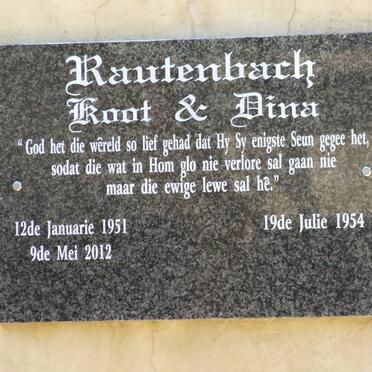 Rautenbach
Koot & Dina
“God het die wêreld so lief gehad dat Hy Sy enigste Seun gegee het,
sodat die wat in Hom glo nie verlore sal gaan nie
maar die ewige lewe sal hê.”
12de Januarie 1951 19de Julie 1954
9de Mei 2012